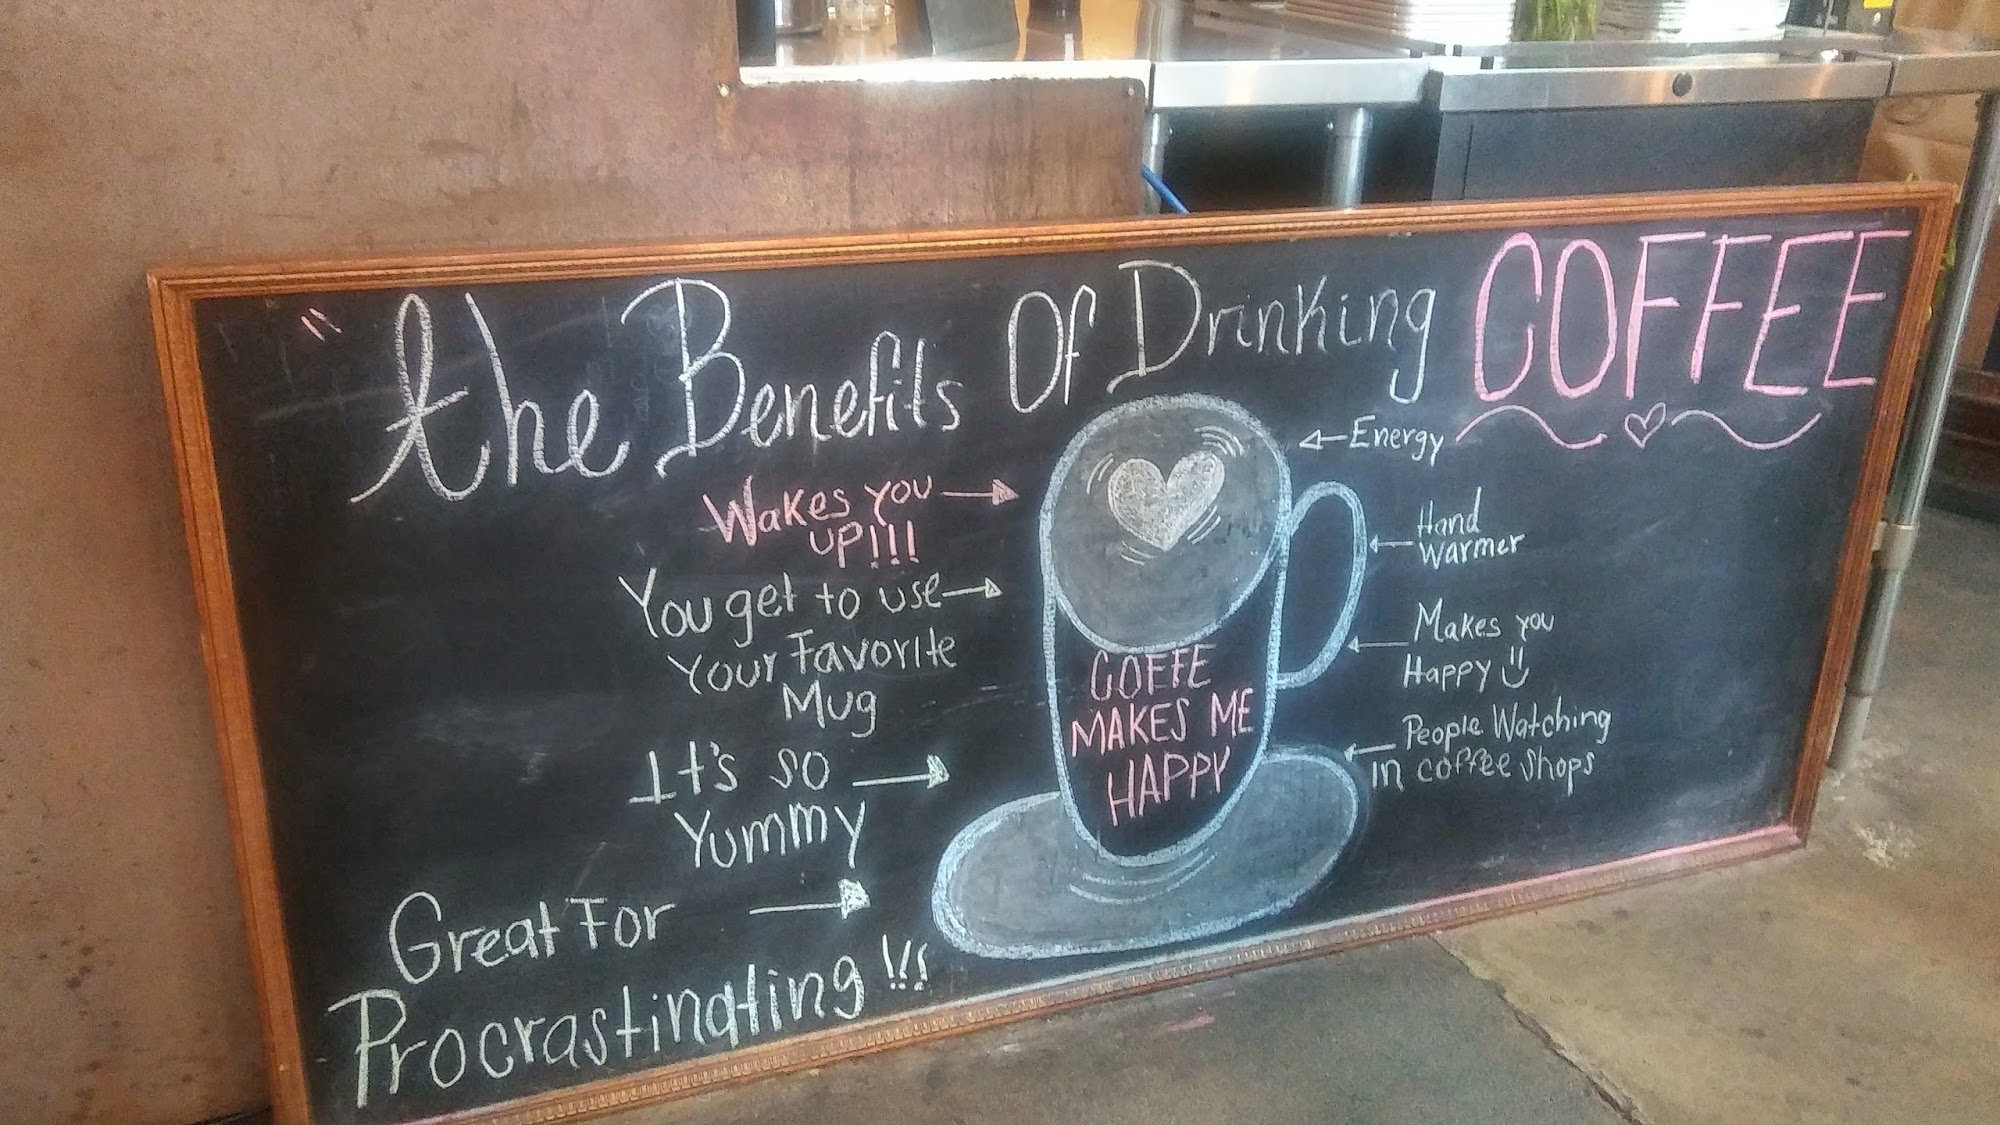 "the Benefits Of Drinking COFFEE
Wakes you
up!!!
You get to use
your Favorite
Mug
It's so
Yummy
Great For
Procrastinating!!!
COFFE
MAKES ME
HAPPY
Energy
Hand
warmer
Makes you
Happy
People Watching
in coffee shops